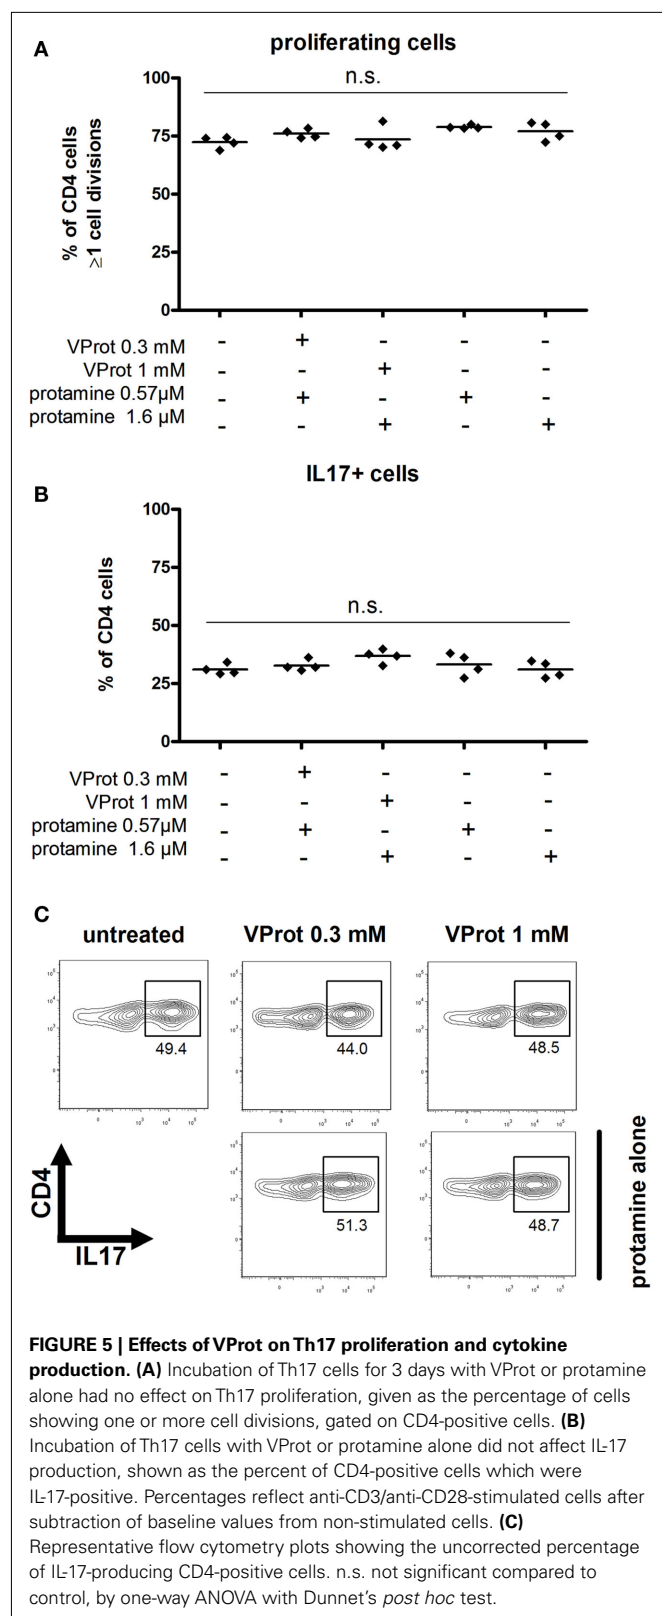 A
proliferating cells
n.s.
% of CD4 cells
≥1 cell divisions
100
75
50
25
0
VProt 0.3 mM - + - - -
VProt 1 mM - - + - -
protamine 0.57µM - + - + -
protamine 1.6 µM - - + - +
B
IL17+ cells
n.s.
% of CD4 cells
100
75
50
25
0
VProt 0.3 mM - + - - -
VProt 1 mM - - + - -
protamine 0.57µM - + - + -
protamine 1.6 µM - - + - +
C
untreated VProt 0.3 mM VProt 1 mM
49.4 44.0 48.5
CD4
IL17
51.3 48.7
protamine alone
FIGURE 5 | Effects of VProt on Th17 proliferation and cytokine
production. (A) Incubation of Th17 cells for 3 days with VProt or protamine
alone had no effect on Th17 proliferation, given as the percentage of cells
showing one or more cell divisions, gated on CD4-positive cells. (B)
Incubation of Th17 cells with VProt or protamine alone did not affect IL-17
production, shown as the percent of CD4-positive cells which were
IL-17-positive. Percentages reflect anti-CD3/anti-CD28-stimulated cells after
subtraction of baseline values from non-stimulated cells. (C)
Representative flow cytometry plots showing the uncorrected percentage
of IL-17-producing CD4-positive cells. n.s. not significant compared to
control, by one-way ANOVA with Dunnet's post hoc test.